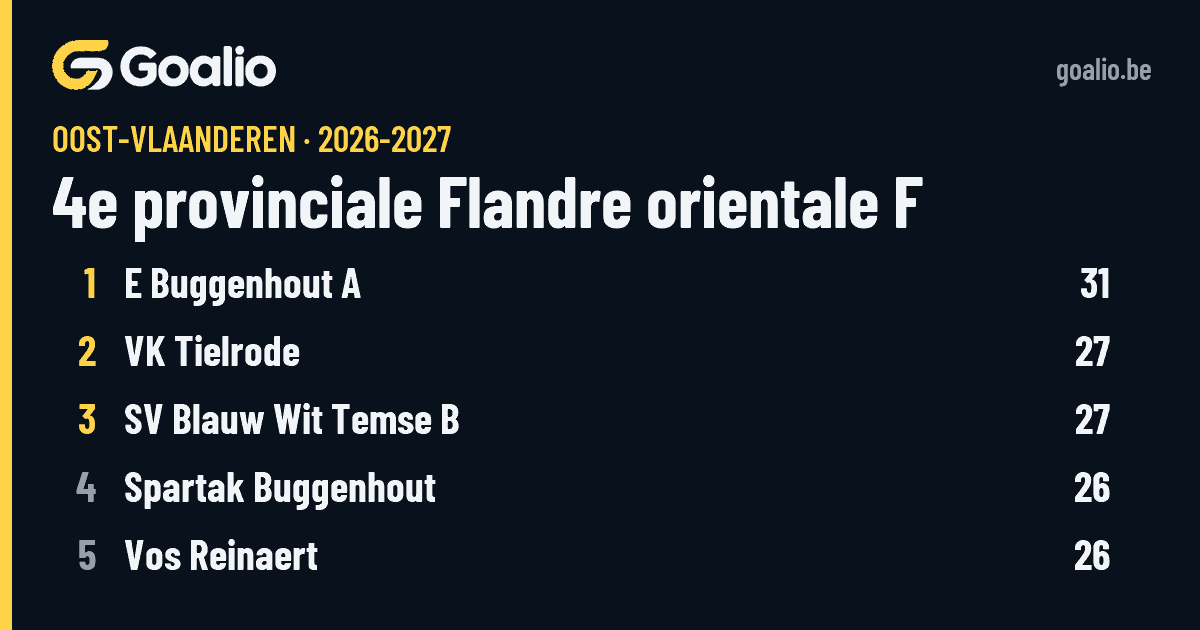 Goalio
goalio.be
OOST-VLAANDEREN · 2026-2027
4e provinciale Flandre orientale F
1 E Buggenhout A 31
2 VK Tielrode 27
3 SV Blauw Wit Temse B 27
4 Spartak Buggenhout 26
5 Vos Reinaert 26